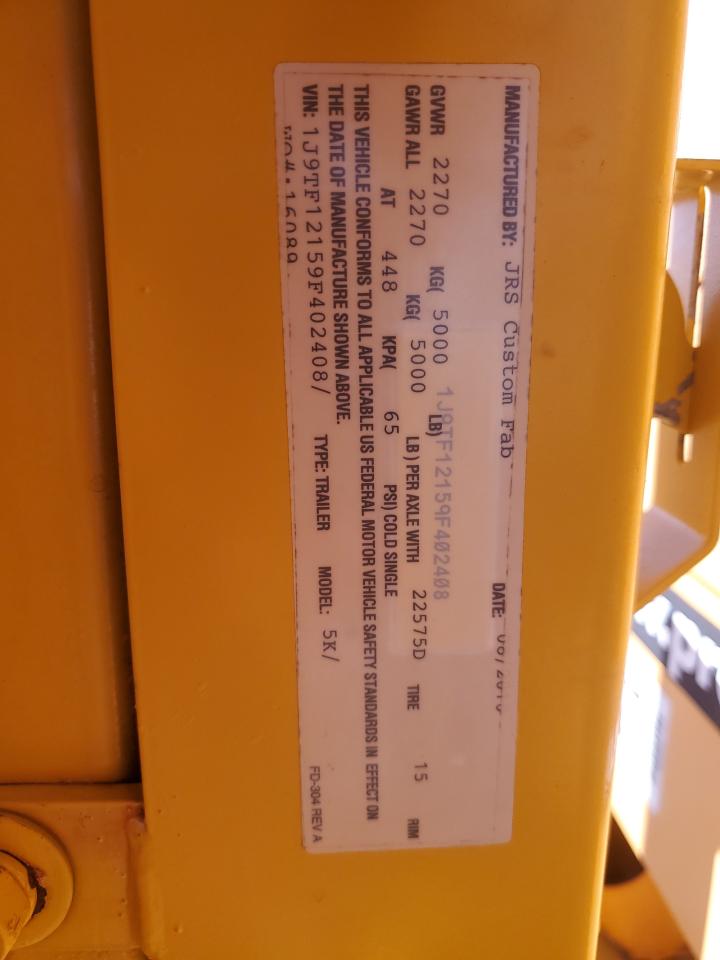 MANUFACTURED BY: JRS Custom Fab DATE:
GVWR 2270 KG( 5000 LB)
1J9TF12159F402408
GAWR ALL 2270 KG( 5000 LB) PER AXLE WITH 22575D TIRE 15 RIM
AT 448 KPA( 65 PSI) COLD SINGLE
THIS VEHICLE CONFORMS TO ALL APPLICABLE US FEDERAL MOTOR VEHICLE SAFETY STANDARDS IN EFFECT ON
THE DATE OF MANUFACTURE SHOWN ABOVE.
VIN: 1J9TF12159F402408/ TYPE: TRAILER MODEL: 5K/
WO#:16089 FD-304 REV A